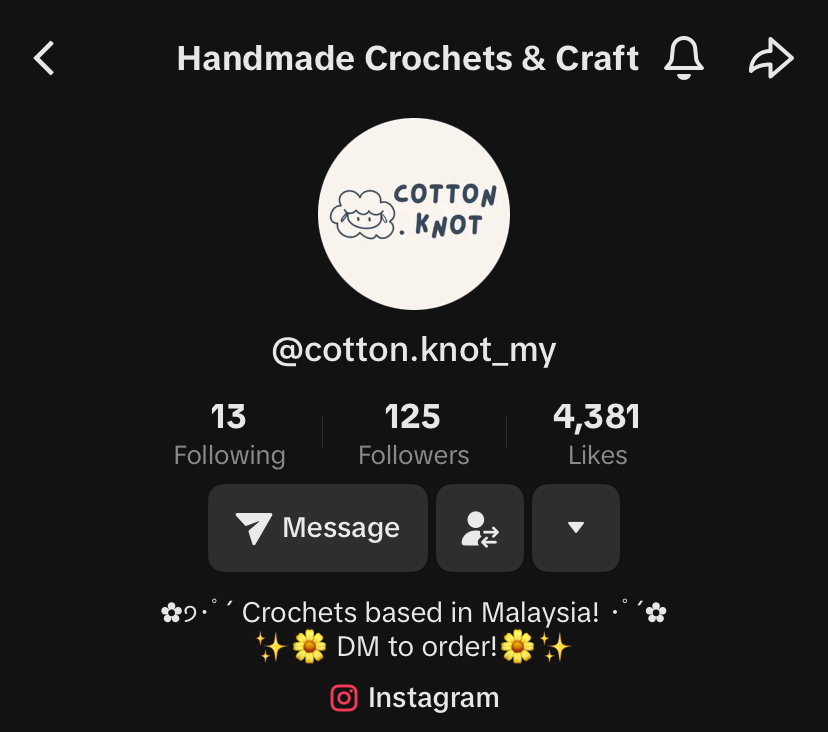 Handmade Crochets & Craft
COTTON
. KNOT
@cotton.knot_my
13 125 4,381
Following Followers Likes
Message
✿୨‧˚ˊ Crochets based in Malaysia! ‧˚ˊ✿
✨🌼 DM to order!🌼✨
Instagram